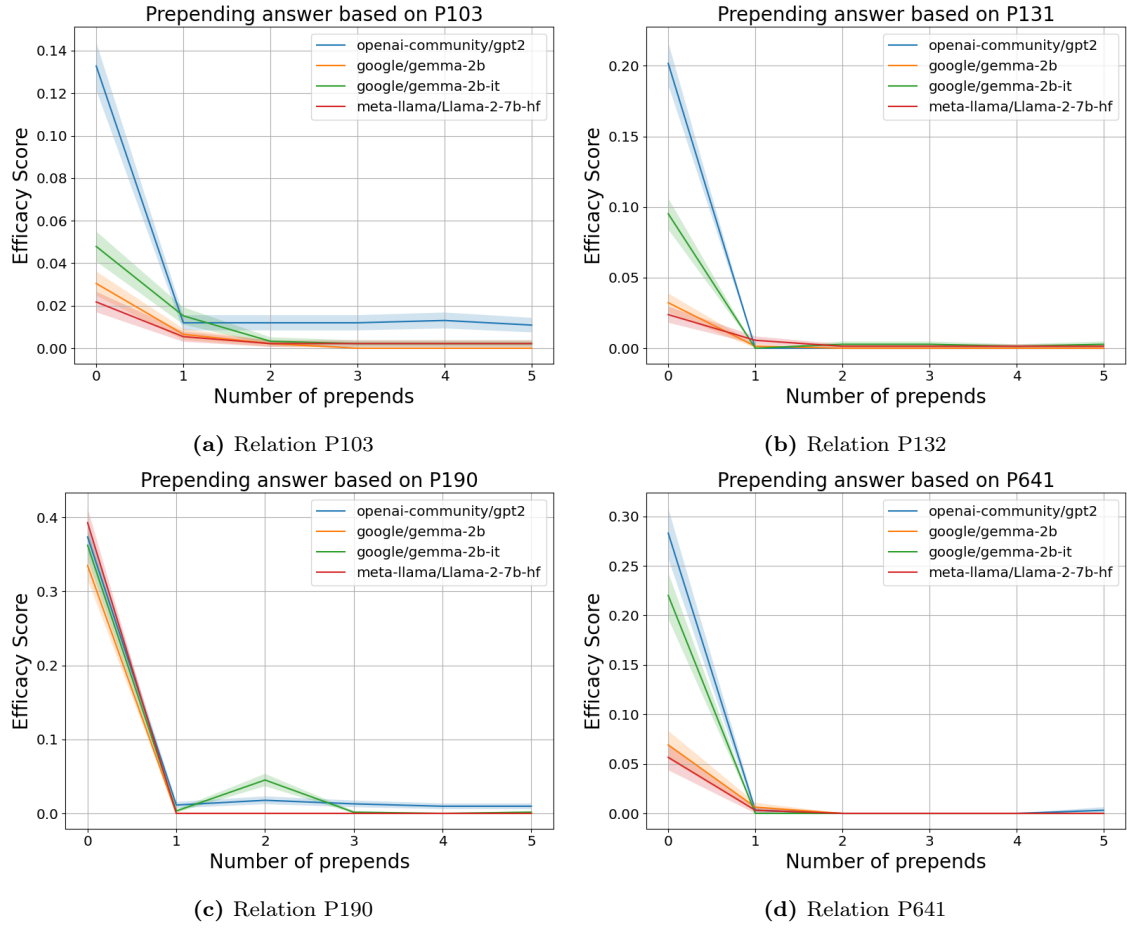 Prepending answer based on P103
openai-community/gpt2
google/gemma-2b
google/gemma-2b-it
meta-llama/Llama-2-7b-hf
Efficacy Score
0.14
0.12
0.10
0.08
0.06
0.04
0.02
0.00
0 1 2 3 4 5
Number of prepends
(a) Relation P103
Prepending answer based on P131
openai-community/gpt2
google/gemma-2b
google/gemma-2b-it
meta-llama/Llama-2-7b-hf
Efficacy Score
0.20
0.15
0.10
0.05
0.00
0 1 2 3 4 5
Number of prepends
(b) Relation P132
Prepending answer based on P190
openai-community/gpt2
google/gemma-2b
google/gemma-2b-it
meta-llama/Llama-2-7b-hf
Efficacy Score
0.4
0.3
0.2
0.1
0.0
0 1 2 3 4 5
Number of prepends
(c) Relation P190
Prepending answer based on P641
openai-community/gpt2
google/gemma-2b
google/gemma-2b-it
meta-llama/Llama-2-7b-hf
Efficacy Score
0.30
0.25
0.20
0.15
0.10
0.05
0.00
0 1 2 3 4 5
Number of prepends
(d) Relation P641